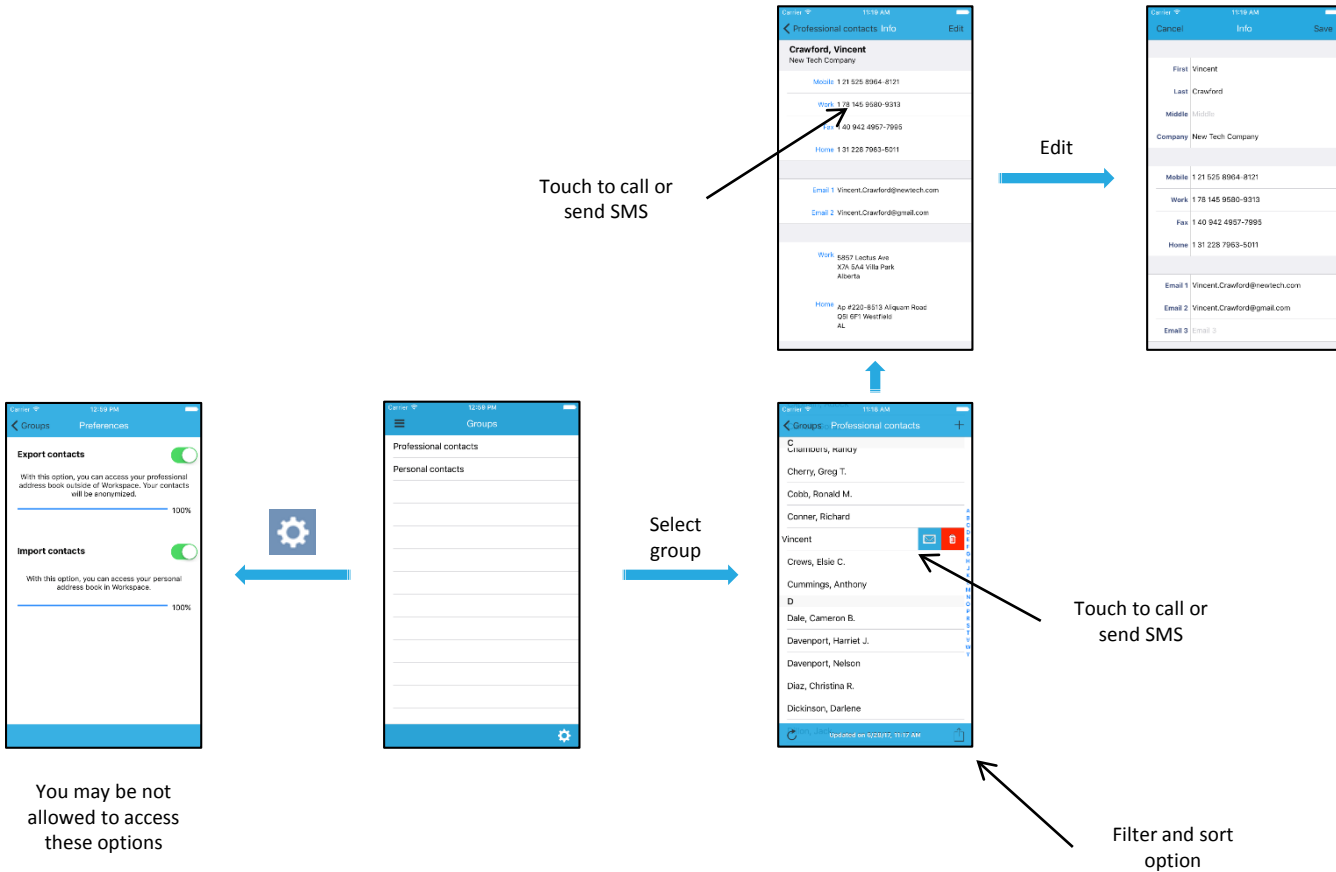 Carrier 11:19 AM
Professional contacts Info Edit
Crawford, Vincent
New Tech Company
Mobile 1 21 525 8964-8121
Work 1 78 145 9580-9313
Fax 1 40 942 4957-7995
Home 1 31 228 7963-5011
Email 1 Vincent.Crawford@newtech.com
Email 2 Vincent.Crawford@gmail.com
Work 5857 Lectus Ave
X7A 5A4 Villa Park
Alberta
Home Ap #220-8513 Aliquam Road
Q5I 6F1 Westfield
AL
Touch to call or
send SMS
Edit
Carrier 11:19 AM
Cancel Info Save
First Vincent
Last Crawford
Middle Middle
Company New Tech Company
Mobile 1 21 525 8964-8121
Work 1 78 145 9580-9313
Fax 1 40 942 4957-7995
Home 1 31 228 7963-5011
Email 1 Vincent.Crawford@newtech.com
Email 2 Vincent.Crawford@gmail.com
Email 3 Email 3
Carrier 12:59 PM
Groups Preferences
Export contacts
With this option, you can access your professional
address book outside of Workspace. Your contacts
will be anonymized.
100%
Import contacts
With this option, you can access your personal
address book in Workspace.
100%
You may be not
allowed to access
these options
Carrier 12:59 PM
Groups
Professional contacts
Personal contacts
Select
group
Carrier 11:16 AM
Groups Professional contacts
C
Chambers, Randy
Cherry, Greg T.
Cobb, Ronald M.
Conner, Richard
Vincent
Crews, Elsie C.
Cummings, Anthony
D
Dale, Cameron B.
Davenport, Harriet J.
Davenport, Nelson
Diaz, Christina R.
Dickinson, Darlene
Updated on 6/28/17, 11:17 AM
Touch to call or
send SMS
Filter and sort
option